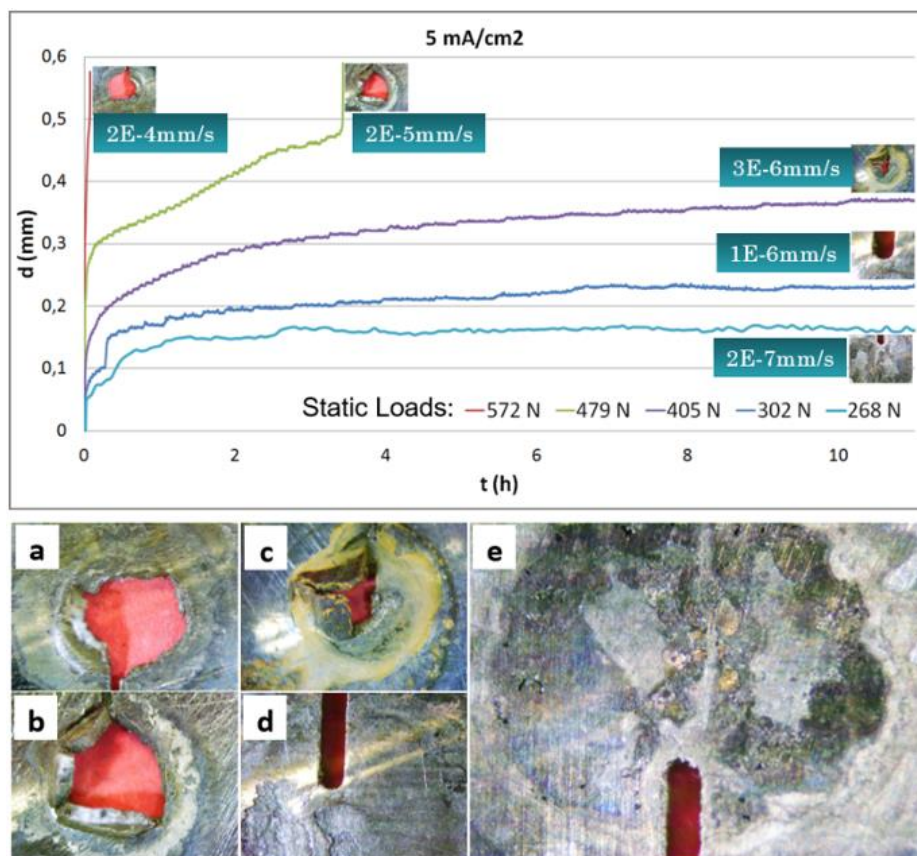 5 mA/cm2
0,6
0,5
0,4
0,3
0,2
0,1
0
d (mm)
2E-4mm/s
2E-5mm/s
3E-6mm/s
1E-6mm/s
2E-7mm/s
Static Loads: 572 N 479 N 405 N 302 N 268 N
0 2 4 6 8 10
t (h)
a
c
e
b
d